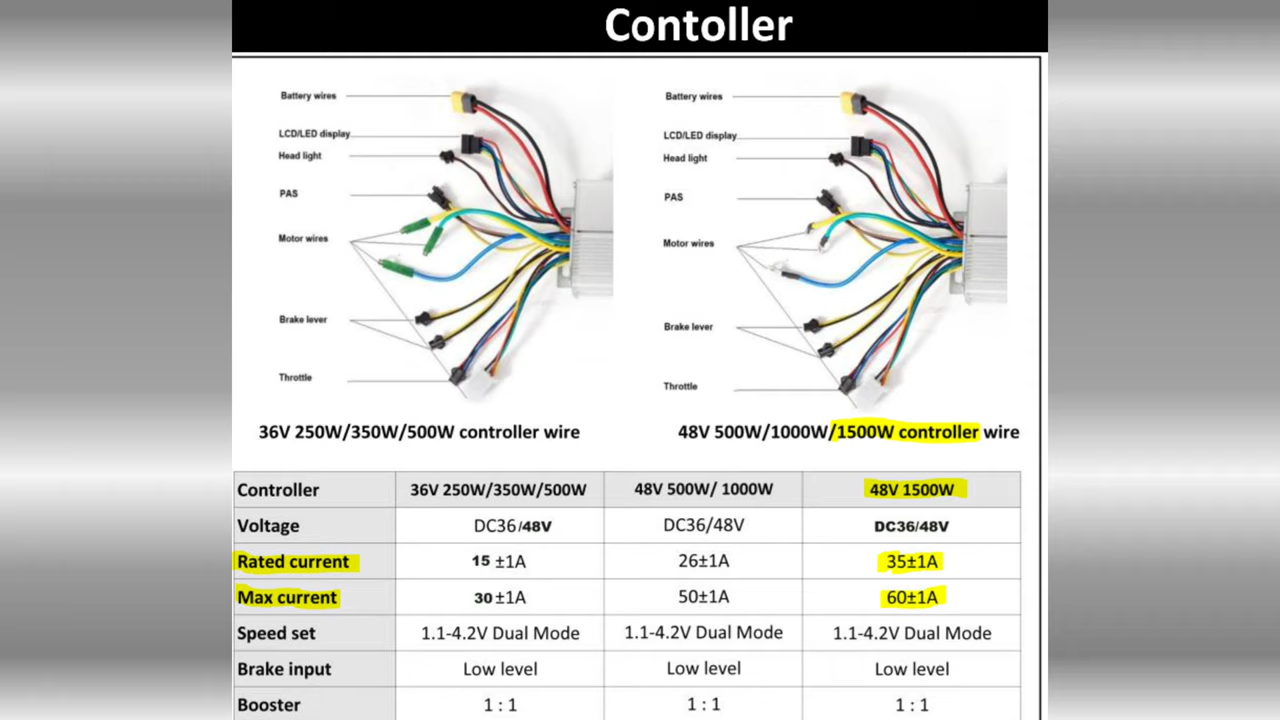 Contoller
Battery wires
LCD/LED display
Head light
PAS
Motor wires
Brake lever
Throttle
36V 250W/350W/500W controller wire
Battery wires
LCD/LED display
Head light
PAS
Motor wires
Brake lever
Throttle
48V 500W/1000W/1500W controller wire
Controller 36V 250W/350W/500W 48V 500W/ 1000W 48V 1500W
Voltage DC36/48V DC36/48V DC36/48V
Rated current 15 ±1A 26±1A 35±1A
Max current 30±1A 50±1A 60±1A
Speed set 1.1-4.2V Dual Mode 1.1-4.2V Dual Mode 1.1-4.2V Dual Mode
Brake input Low level Low level Low level
Booster 1 : 1 1 : 1 1 : 1